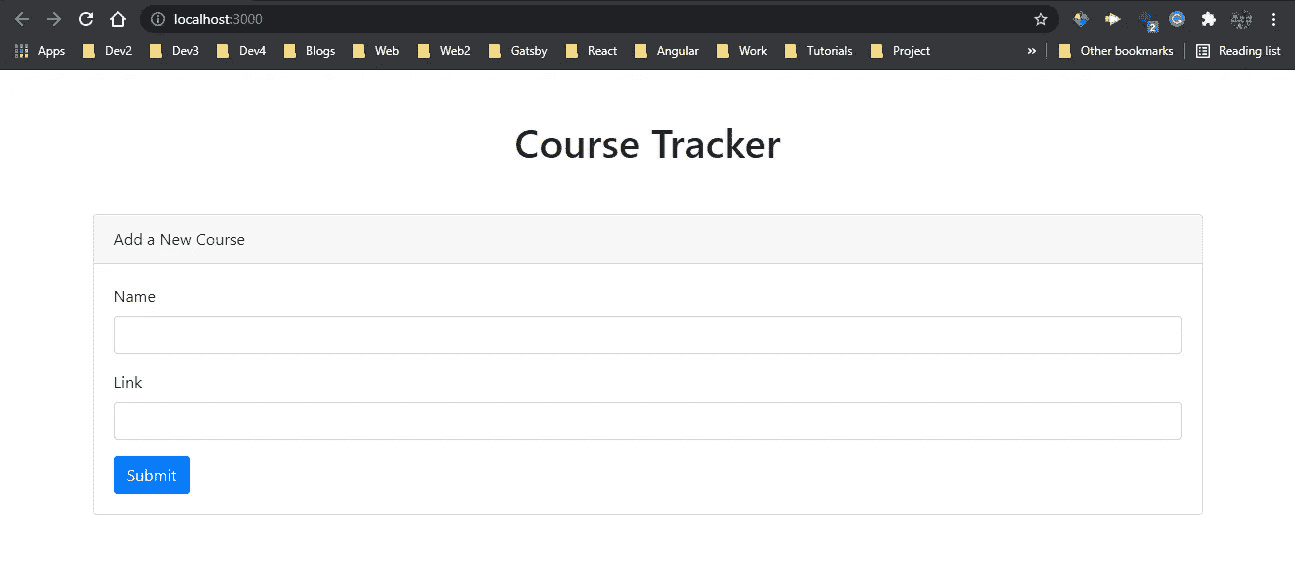 localhost:3000
2
Apps Dev2 Dev3 Dev4 Blogs Web Web2 Gatsby React Angular Work Tutorials Project » Other bookmarks Reading list
Course Tracker
Add a New Course
Name
Link
Submit